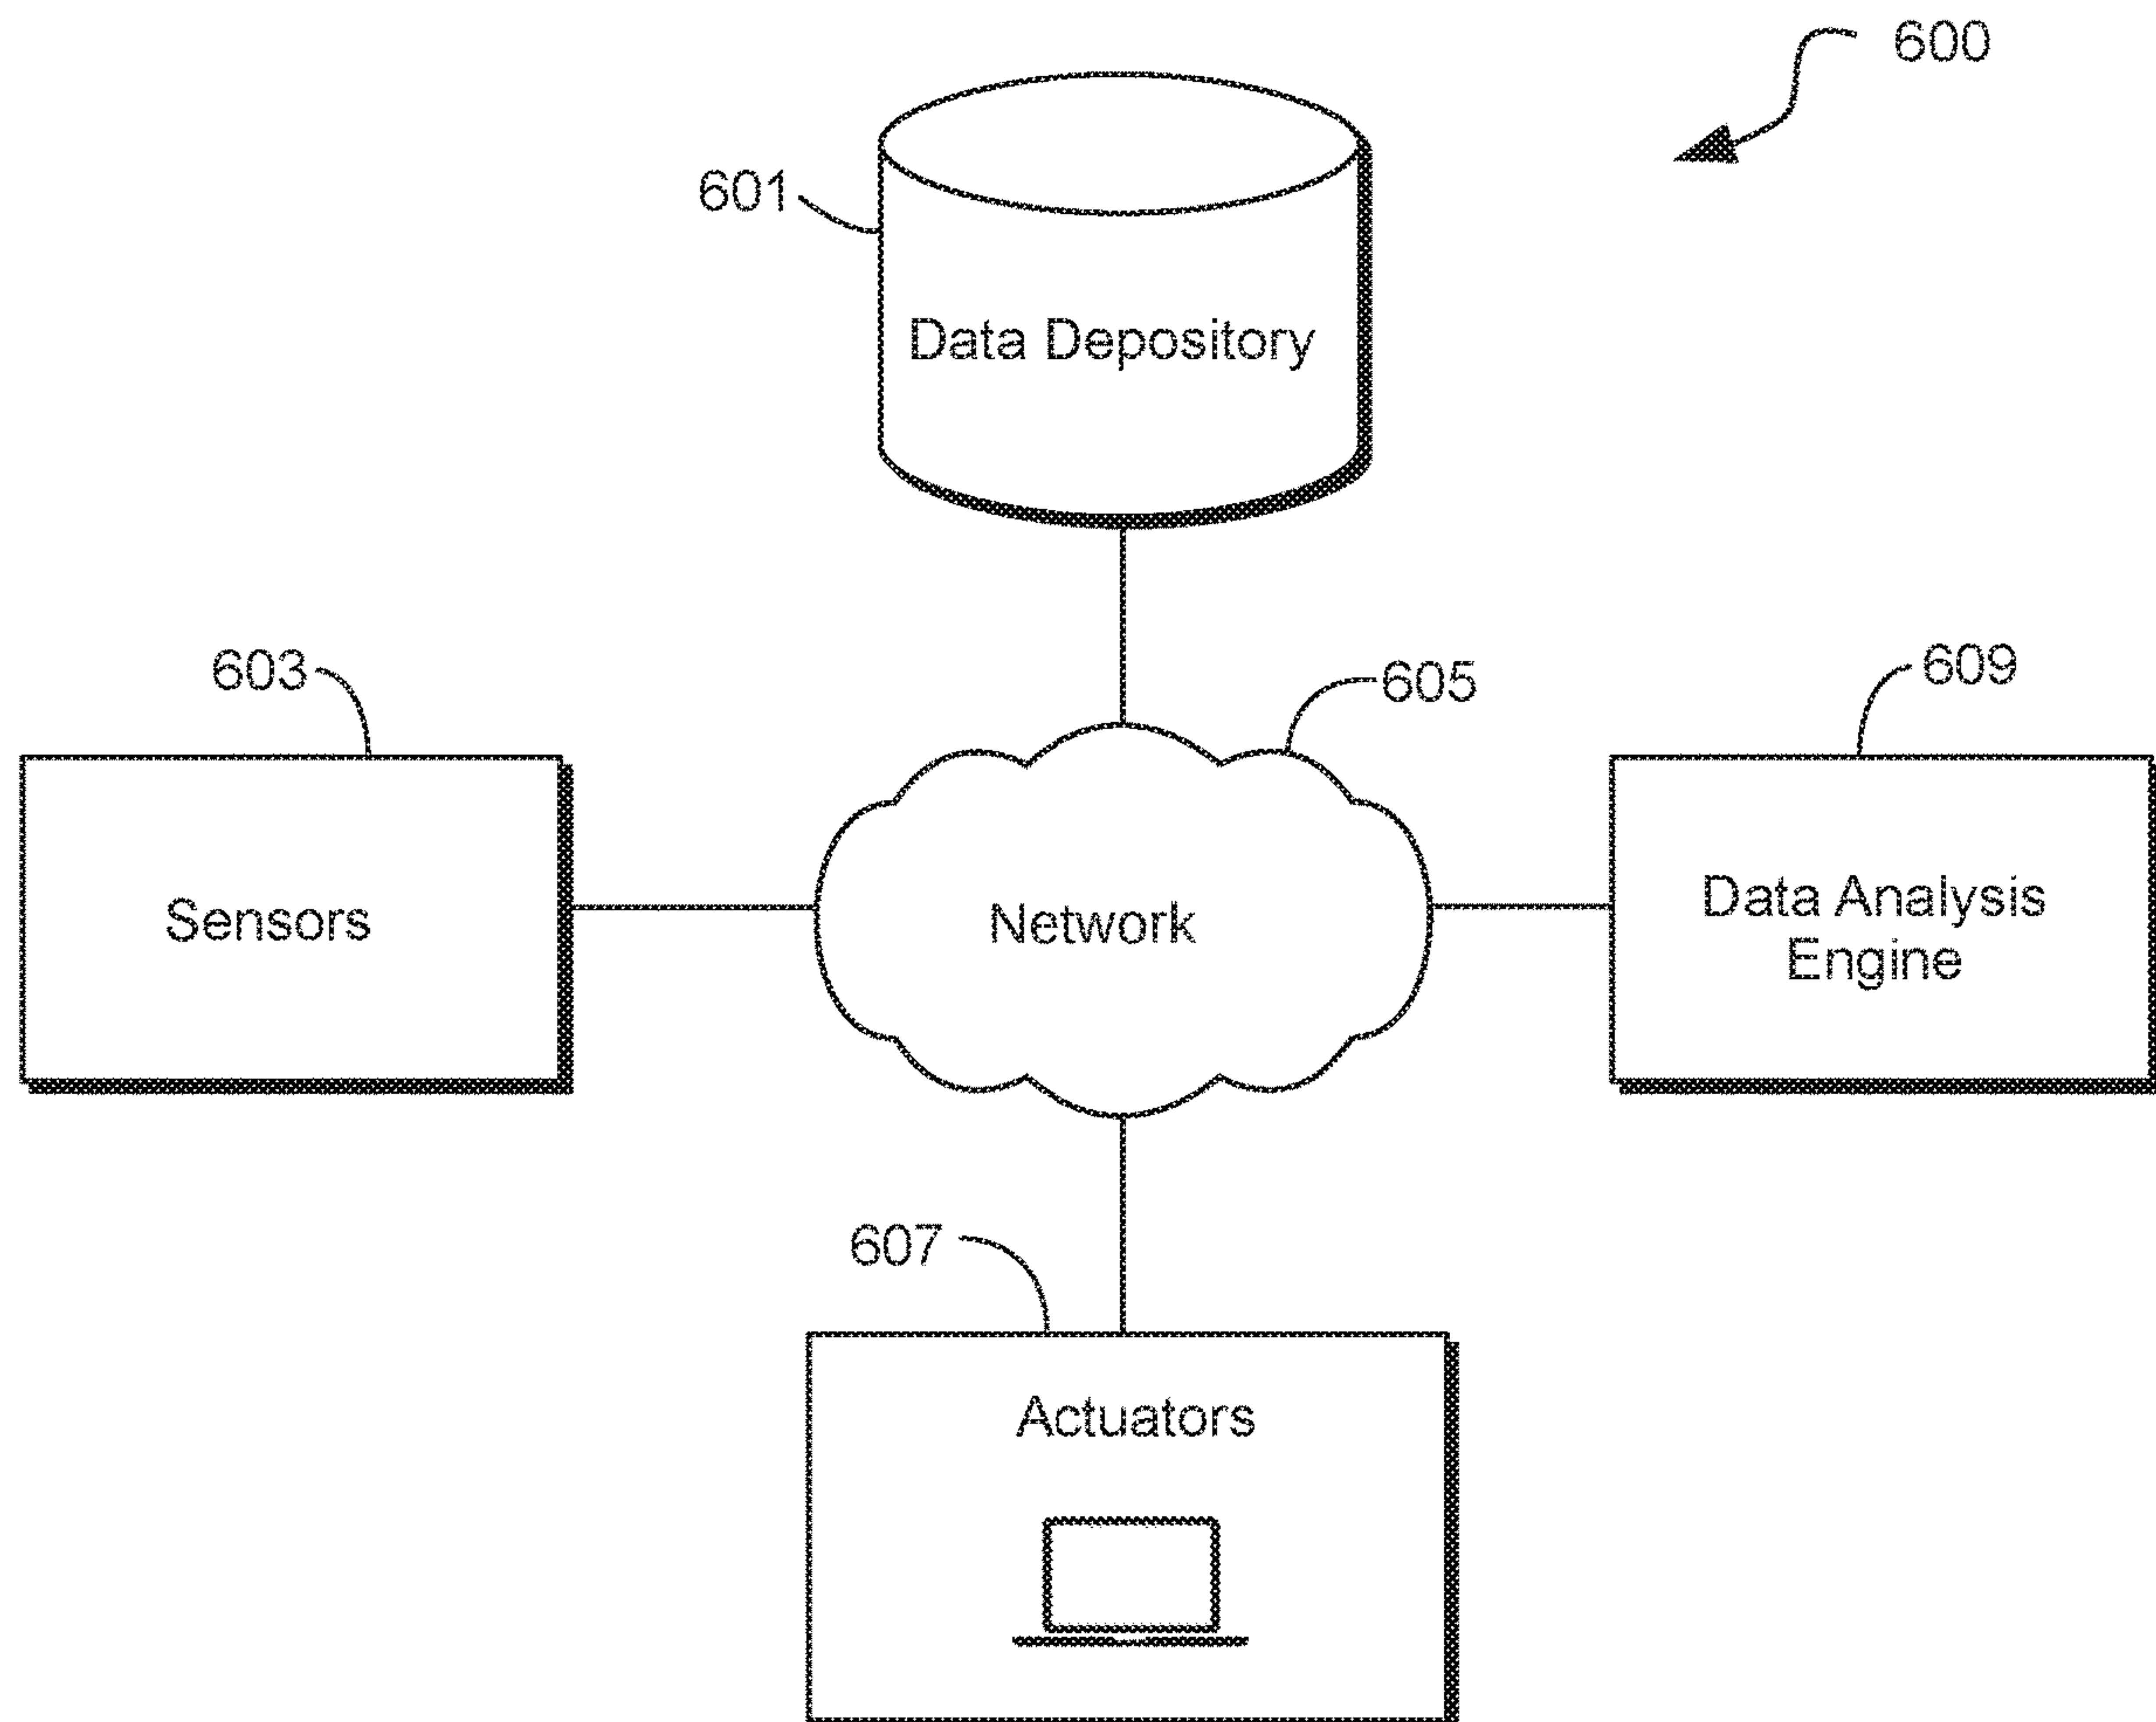 600
601
Data Depository
603
605
609
Sensors
Network
Data Analysis
Engine
607
Actuators